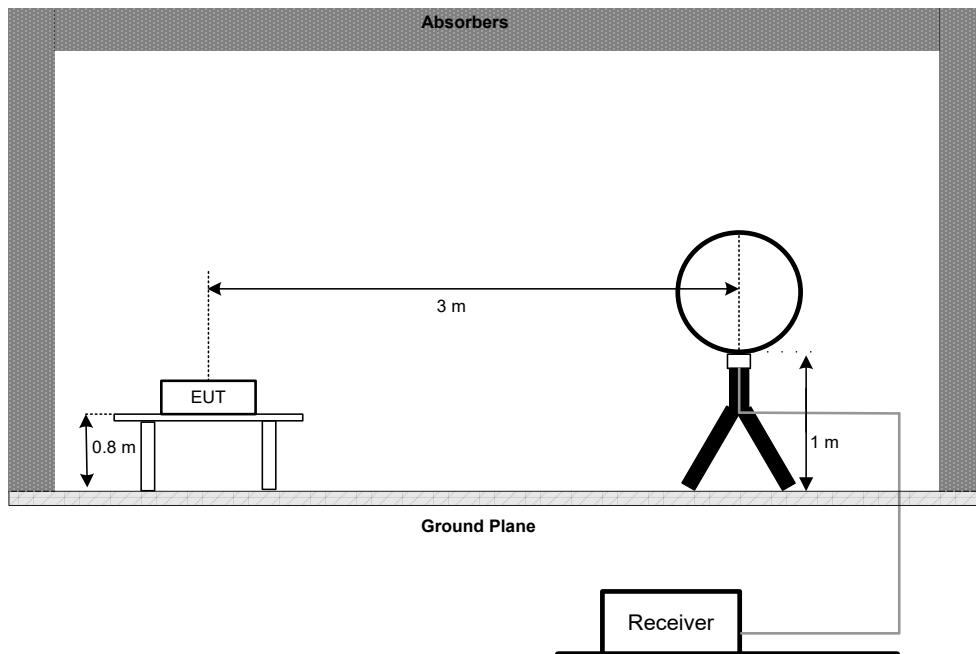 Absorbers
3 m
EUT
0.8 m
1 m
Ground Plane
Receiver